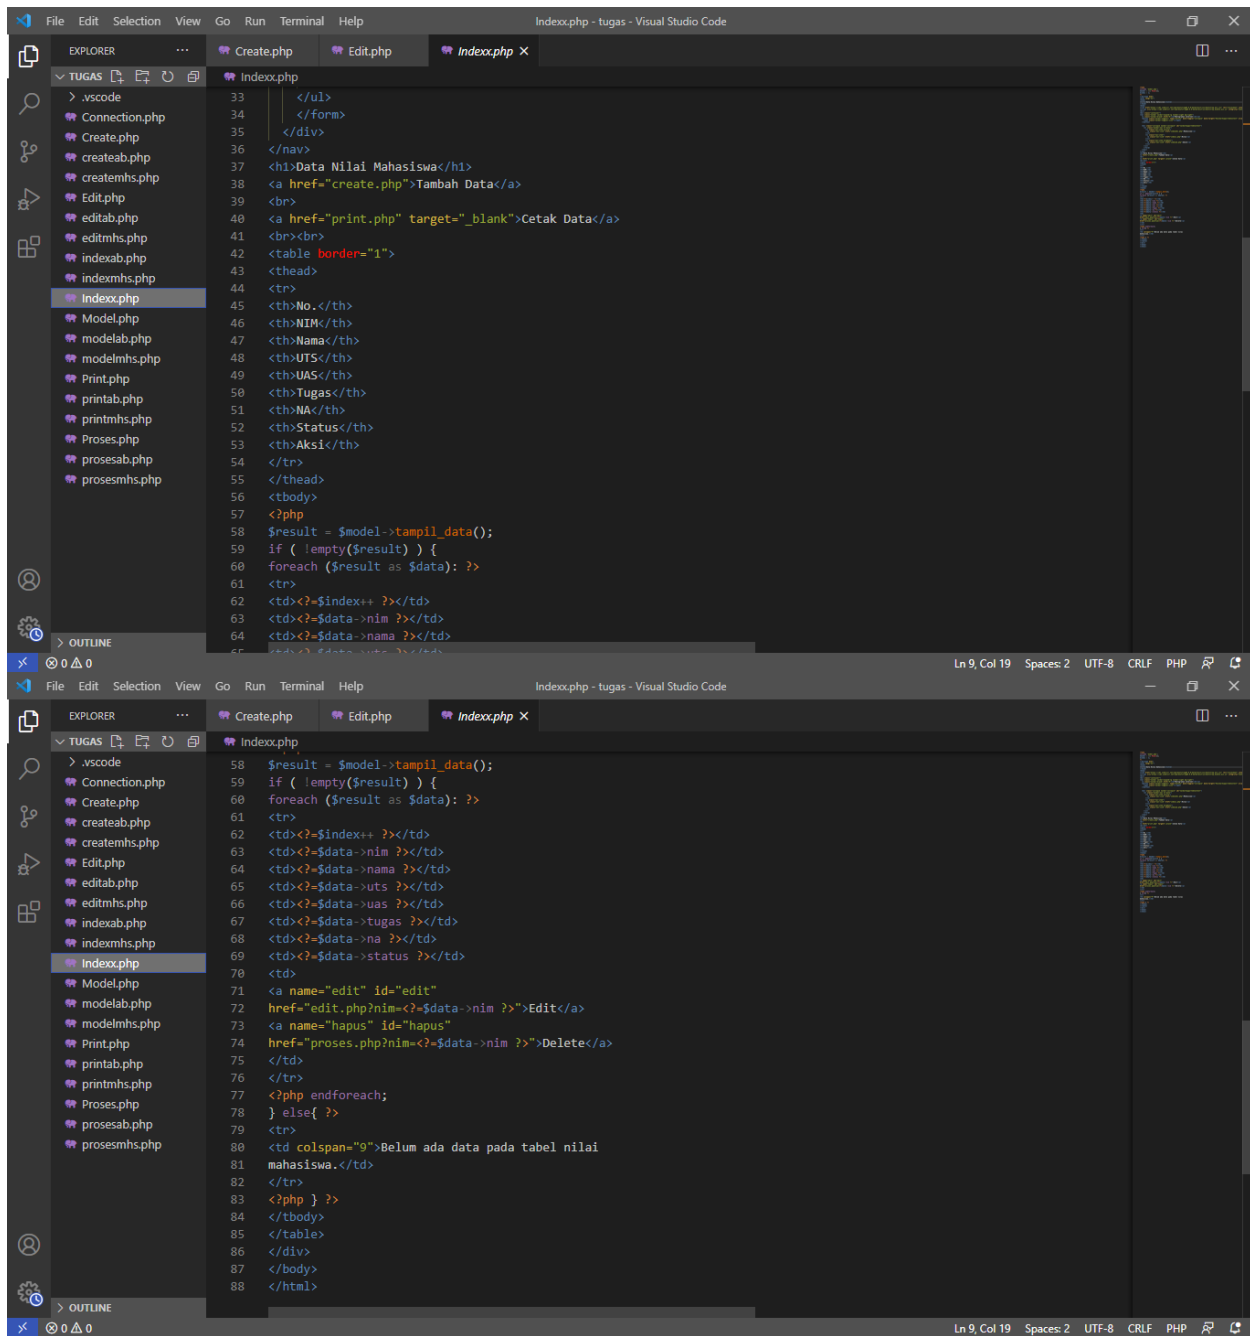 File Edit Selection View Go Run Terminal Help Indexx.php - tugas - Visual Studio Code
EXPLORER ... Create.php Edit.php Indexx.php
TUGAS Indexx.php
.vscode
Connection.php
Create.php
createab.php
createmhs.php
Edit.php
editab.php
editmhs.php
indexab.php
indexmhs.php
Indexx.php
Model.php
modelab.php
modelmhs.php
Print.php
printab.php
printmhs.php
Proses.php
prosesab.php
prosesmhs.php
OUTLINE
33 </ul>
34 </form>
35 </div>
36 </nav>
37 <h1>Data Nilai Mahasiswa</h1>
38 <a href="create.php">Tambah Data</a>
39 <br>
40 <a href="print.php" target="_blank">Cetak Data</a>
41 <br><br>
42 <table border="1">
43 <thead>
44 <tr>
45 <th>No.</th>
46 <th>NIM</th>
47 <th>Nama</th>
48 <th>UTS</th>
49 <th>UAS</th>
50 <th>Tugas</th>
51 <th>NA</th>
52 <th>Status</th>
53 <th>Aksi</th>
54 </tr>
55 </thead>
56 <tbody>
57 <?php
58 $result = $model->tampil_data();
59 if ( !empty($result) ) {
60 foreach ($result as $data): ?>
61 <tr>
62 <td><?=$index++ ?></td>
63 <td><?=$data->nim ?></td>
64 <td><?=$data->nama ?></td>
65 <td><?=$data->uts ?></td>
0 0 Ln 9, Col 19 Spaces: 2 UTF-8 CRLF PHP
File Edit Selection View Go Run Terminal Help Indexx.php - tugas - Visual Studio Code
EXPLORER ... Create.php Edit.php Indexx.php
TUGAS Indexx.php
.vscode
Connection.php
Create.php
createab.php
createmhs.php
Edit.php
editab.php
editmhs.php
indexab.php
indexmhs.php
Indexx.php
Model.php
modelab.php
modelmhs.php
Print.php
printab.php
printmhs.php
Proses.php
prosesab.php
prosesmhs.php
OUTLINE
58 $result = $model->tampil_data();
59 if ( !empty($result) ) {
60 foreach ($result as $data): ?>
61 <tr>
62 <td><?=$index++ ?></td>
63 <td><?=$data->nim ?></td>
64 <td><?=$data->nama ?></td>
65 <td><?=$data->uts ?></td>
66 <td><?=$data->uas ?></td>
67 <td><?=$data->tugas ?></td>
68 <td><?=$data->na ?></td>
69 <td><?=$data->status ?></td>
70 <td>
71 <a name="edit" id="edit"
72 href="edit.php?nim=<?=$data->nim ?>">Edit</a>
73 <a name="hapus" id="hapus"
74 href="proses.php?nim=<?=$data->nim ?>">Delete</a>
75 </td>
76 </tr>
77 <?php endforeach;
78 } else{ ?>
79 <tr>
80 <td colspan="9">Belum ada data pada tabel nilai
81 mahasiswa.</td>
82 </tr>
83 <?php } ?>
84 </tbody>
85 </table>
86 </div>
87 </body>
88 </html>
0 0 Ln 9, Col 19 Spaces: 2 UTF-8 CRLF PHP